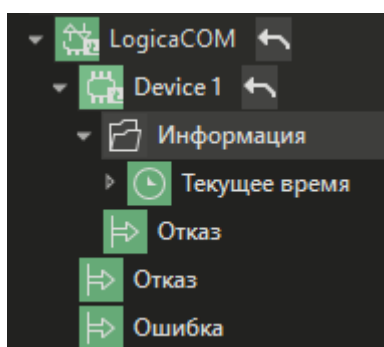 LogicaCOM
Device 1
Информация
Текущее время
Отказ
Отказ
Ошибка